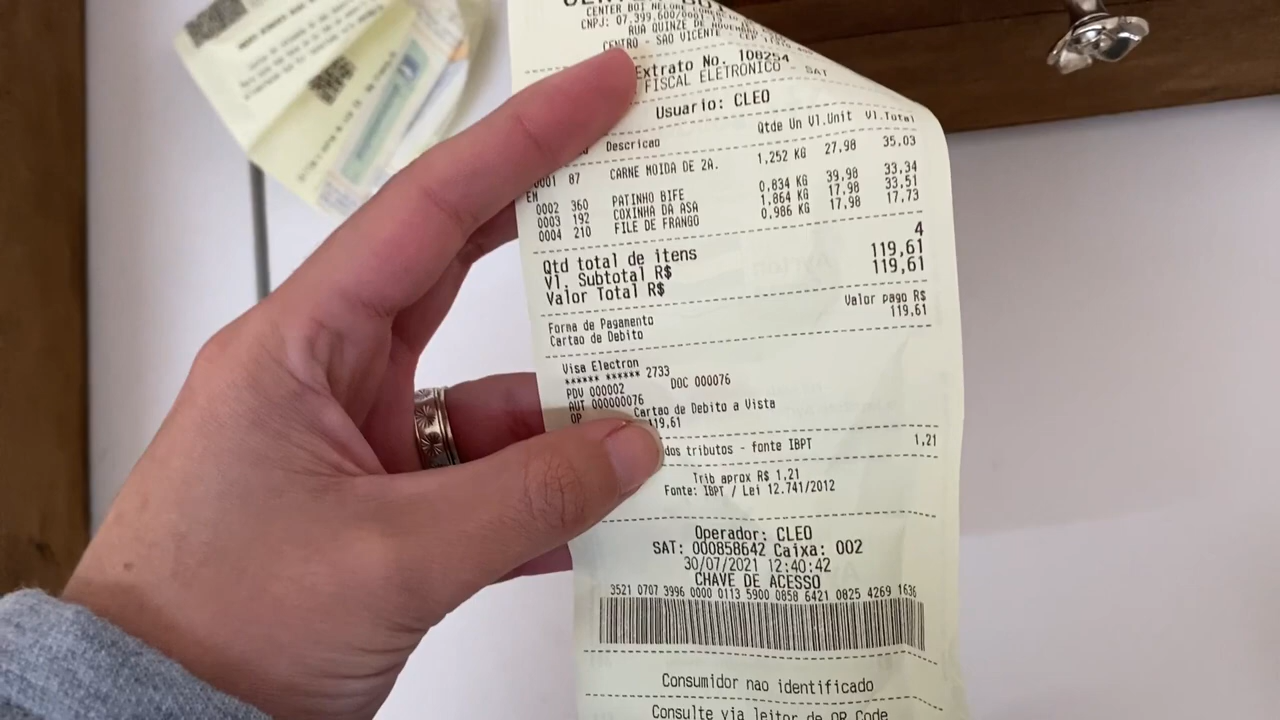 CENTER BOI NELORE
CNPJ: 07.399.600/0001
RUA QUINZE DE NOVEMBRO
CENTRO - SAO VICENTE - CEP
Extrato No. 108254
FISCAL ELETRONICO - SAT
Usuario: CLEO
Descricao Qtde Un Vl.Unit Vl.Total
0001 87 CARNE MOIDA DE 2A. 1,252 KG 27,98 35,03
EM
0002 360 PATINHO BIFE 0,834 KG 39,98 33,34
0003 192 COXINHA DA ASA 1,864 KG 17,98 33,51
0004 210 FILE DE FRANGO 0,986 KG 17,98 17,73
Qtd total de itens 4
Vl. Subtotal R$ 119,61
Valor Total R$ 119,61
Forma de Pagamento Valor pago R$
Cartao de Debito 119,61
Visa Electron
****** ****** 2733
PDV 000002 DOC 000076
AUT 000000076
OP Cartao de Debito a Vista
119,61
dos tributos - fonte IBPT 1,21
Trib aprox R$ 1,21
Fonte: IBPT / Lei 12.741/2012
Operador: CLEO
SAT: 000858642 Caixa: 002
30/07/2021 12:40:42
CHAVE DE ACESSO
3521 0707 3996 0000 0113 5900 0858 6421 0825 4269 1636
Consumidor nao identificado
Consulte via leitor de QR Code